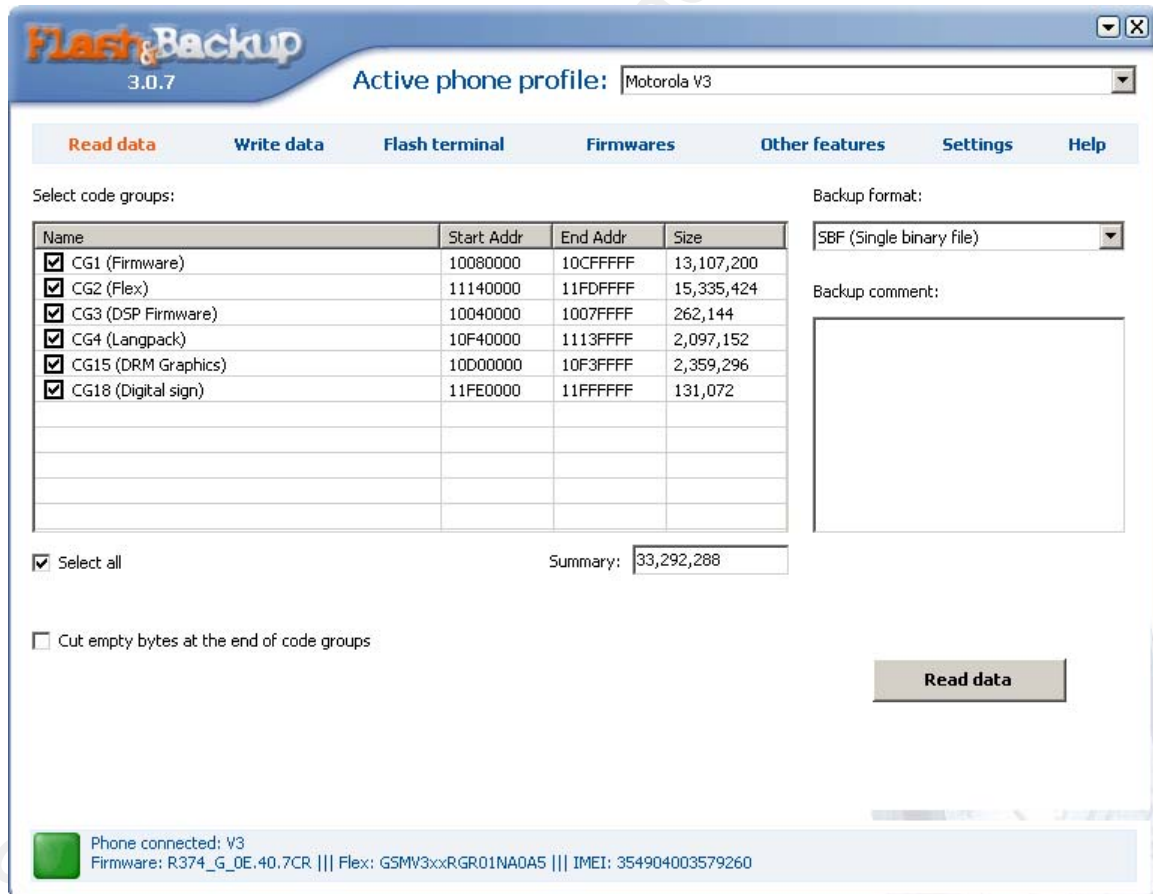 Flash&Backup
3.0.7
Active phone profile: Motorola V3
Read data Write data Flash terminal Firmwares Other features Settings Help
Select code groups: Backup format:
Name Start Addr End Addr Size SBF (Single binary file)
CG1 (Firmware) 10080000 10CFFFFF 13,107,200
CG2 (Flex) 11140000 11FDFFFF 15,335,424 Backup comment:
CG3 (DSP Firmware) 10040000 1007FFFF 262,144
CG4 (Langpack) 10F40000 1113FFFF 2,097,152
CG15 (DRM Graphics) 10D00000 10F3FFFF 2,359,296
CG18 (Digital sign) 11FE0000 11FFFFFF 131,072
Select all Summary: 33,292,288
Cut empty bytes at the end of code groups
Read data
Phone connected: V3
Firmware: R374_G_0E.40.7CR ||| Flex: GSMV3xxRGR01NA0A5 ||| IMEI: 354904003579260